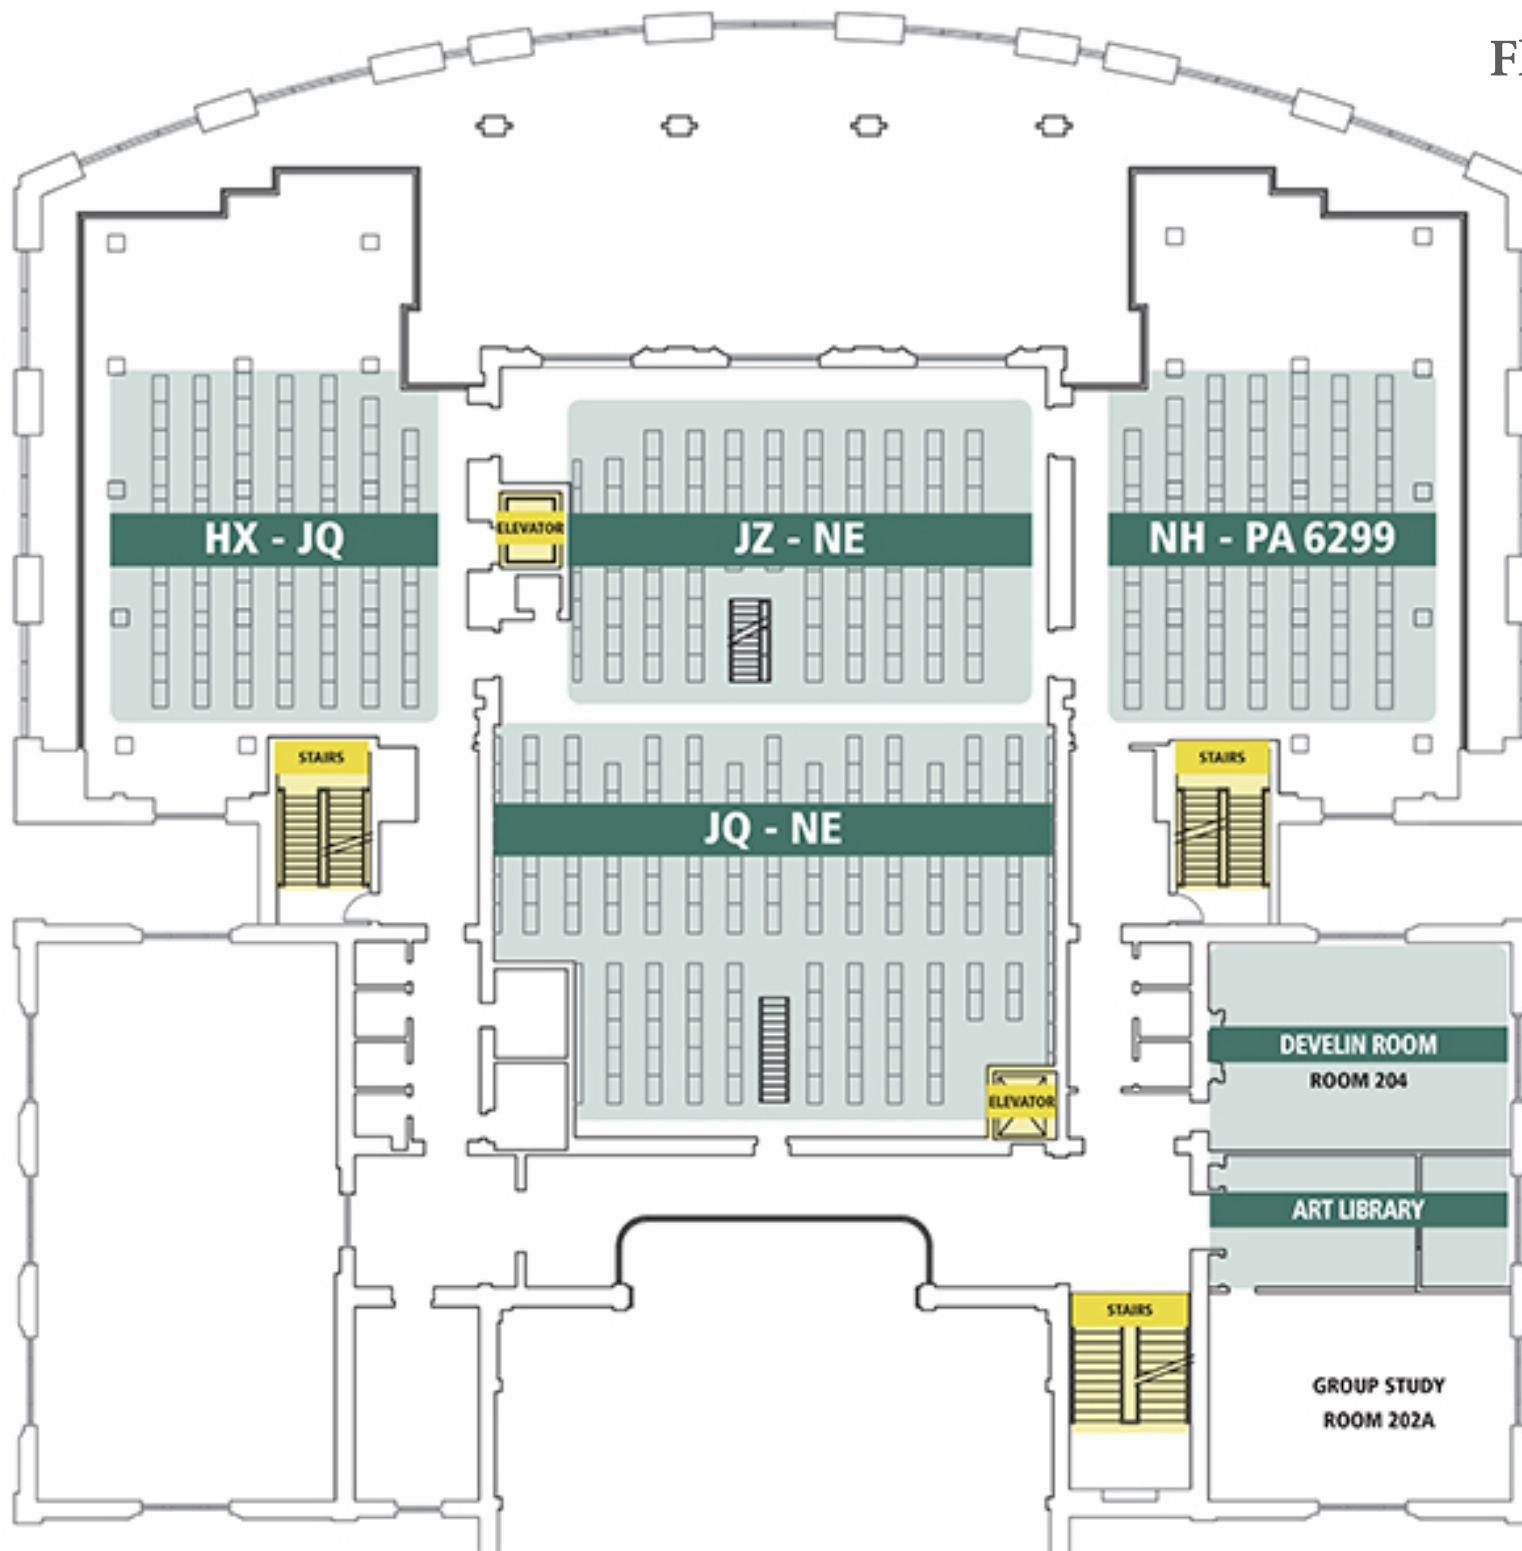 HX - JQ
ELEVATOR
JZ - NE
NH - PA 6299
STAIRS
STAIRS
JQ - NE
DEVELIN ROOM
ROOM 204
ELEVATOR
ART LIBRARY
STAIRS
GROUP STUDY
ROOM 202A